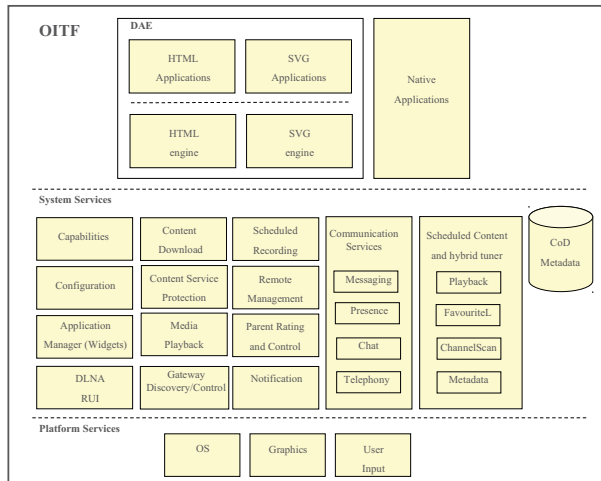 OITF
DAE
HTML
Applications
SVG
Applications
HTML
engine
SVG
engine
Native
Applications
System Services
Capabilities
Content
Download
Scheduled
Recording
Configuration
Content Service
Protection
Remote
Management
Application
Manager (Widgets)
Media
Playback
Parent Rating
and Control
DLNA
RUI
Gateway
Discovery/Control
Notification
Communication
Services
Messaging
Presence
Chat
Telephony
Scheduled Content
and hybrid tuner
Playback
FavouriteL
ChannelScan
Metadata
CoD
Metadata
Platform Services
OS
Graphics
User
Input